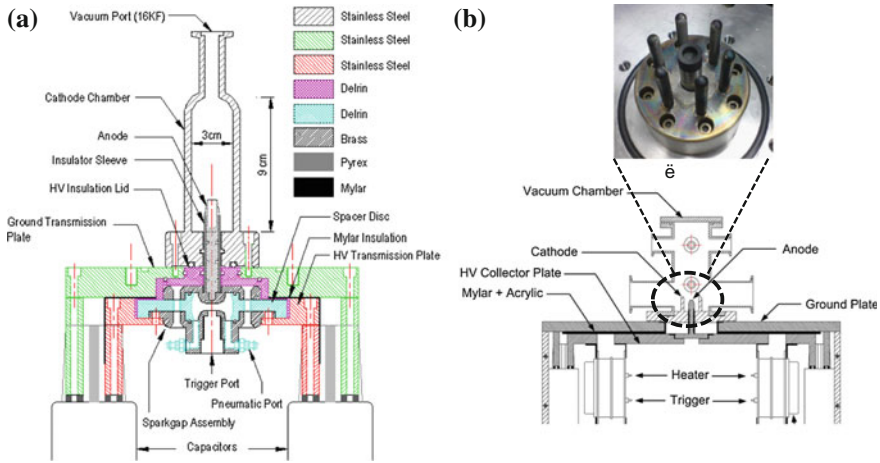 (a)
Vacuum Port (16KF)
Cathode Chamber
Anode
Insulator Sleeve
HV Insulation Lid
Ground Transmission
Plate
3cm
9 cm
Stainless Steel
Stainless Steel
Stainless Steel
Delrin
Delrin
Brass
Pyrex
Mylar
Spacer Disc
Mylar Insulation
HV Transmission Plate
Trigger Port
Pneumatic Port
Sparkgap Assembly
Capacitors
(b)
ë
Vacuum Chamber
Cathode
Anode
HV Collector Plate
Mylar + Acrylic
Ground Plate
Heater
Trigger